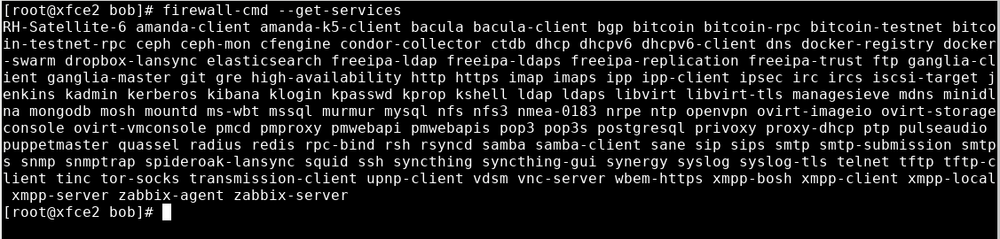 [root@xfce2 bob]# firewall-cmd --get-services
RH-Satellite-6 amanda-client amanda-k5-client bacula bacula-client bgp bitcoin bitcoin-rpc bitcoin-testnet bitco
in-testnet-rpc ceph ceph-mon cfengine condor-collector ctdb dhcp dhcpv6 dhcpv6-client dns docker-registry docker
-swarm dropbox-lansync elasticsearch freeipa-ldap freeipa-ldaps freeipa-replication freeipa-trust ftp ganglia-cl
ient ganglia-master git gre high-availability http https imap imaps ipp ipp-client ipsec irc ircs iscsi-target j
enkins kadmin kerberos kibana klogin kpasswd kprop kshell ldap ldaps libvirt libvirt-tls managesieve mdns minidl
na mongodb mosh mountd ms-wbt mssql murmur mysql nfs nfs3 nmea-0183 nrpe ntp openvpn ovirt-imageio ovirt-storage
console ovirt-vmconsole pmcd pmproxy pmwebapi pmwebapis pop3 pop3s postgresql privoxy proxy-dhcp ptp pulseaudio
puppetmaster quassel radius redis rpc-bind rsh rsyncd samba samba-client sane sip sips smtp smtp-submission smtp
s snmp snmptrap spideroak-lansync squid ssh syncthing syncthing-gui synergy syslog syslog-tls telnet tftp tftp-c
lient tinc tor-socks transmission-client upnp-client vdsm vnc-server wbem-https xmpp-bosh xmpp-client xmpp-local
xmpp-server zabbix-agent zabbix-server
[root@xfce2 bob]#